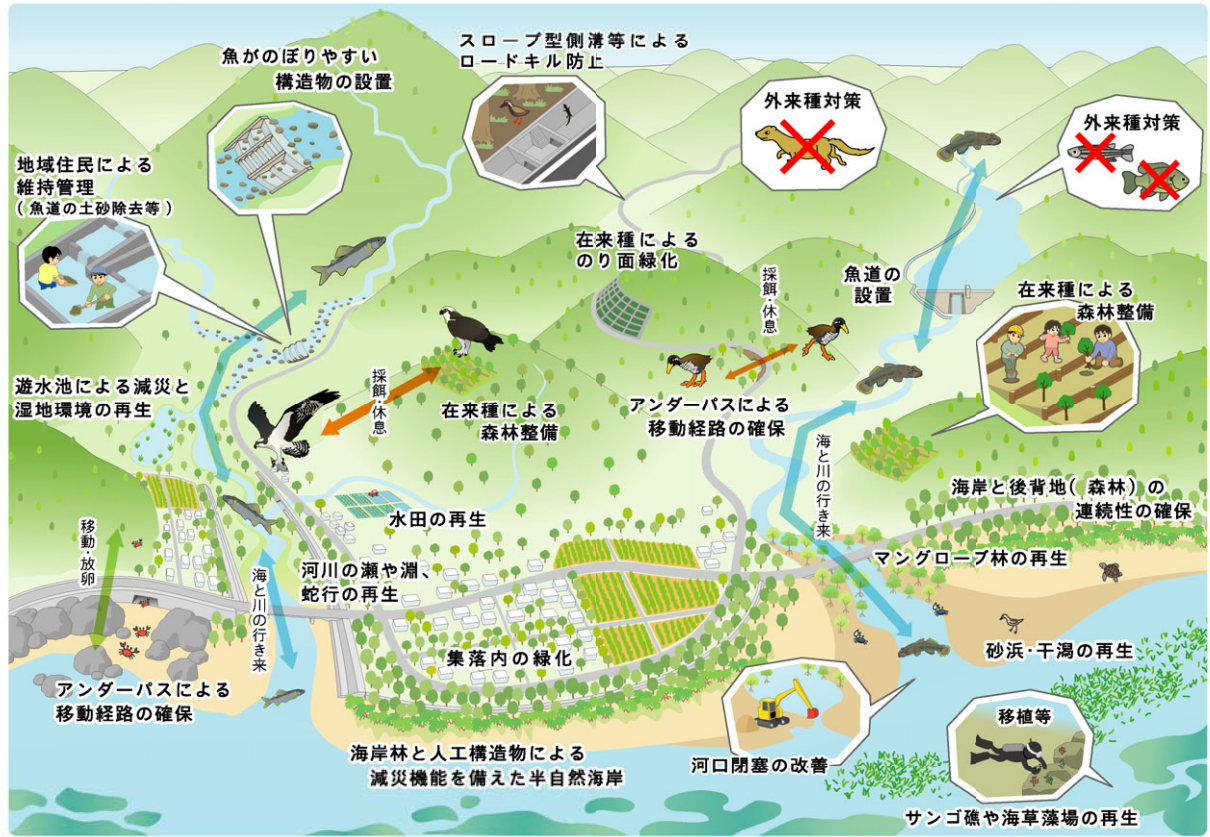 魚がのぼりやすい
構造物の設置
スロープ型側溝等による
ロードキル防止
外来種対策
外来種対策
地域住民による
維持管理
(魚道の土砂除去等)
在来種による
のり面緑化
採餌・休息
魚道の
設置
在来種による
森林整備
遊水池による減災と
湿地環境の再生
採餌・休息
在来種による
森林整備
アンダーパスによる
移動経路の確保
海と川の行き来
海岸と後背地(森林)の
連続性の確保
移動・放卵
水田の再生
河川の瀬や淵、
蛇行の再生
海と川の行き来
マングローブ林の再生
集落内の緑化
砂浜・干潟の再生
アンダーパスによる
移動経路の確保
海岸林と人工構造物による
減災機能を備えた半自然海岸
河口閉塞の改善
移植等
サンゴ礁や海草藻場の再生